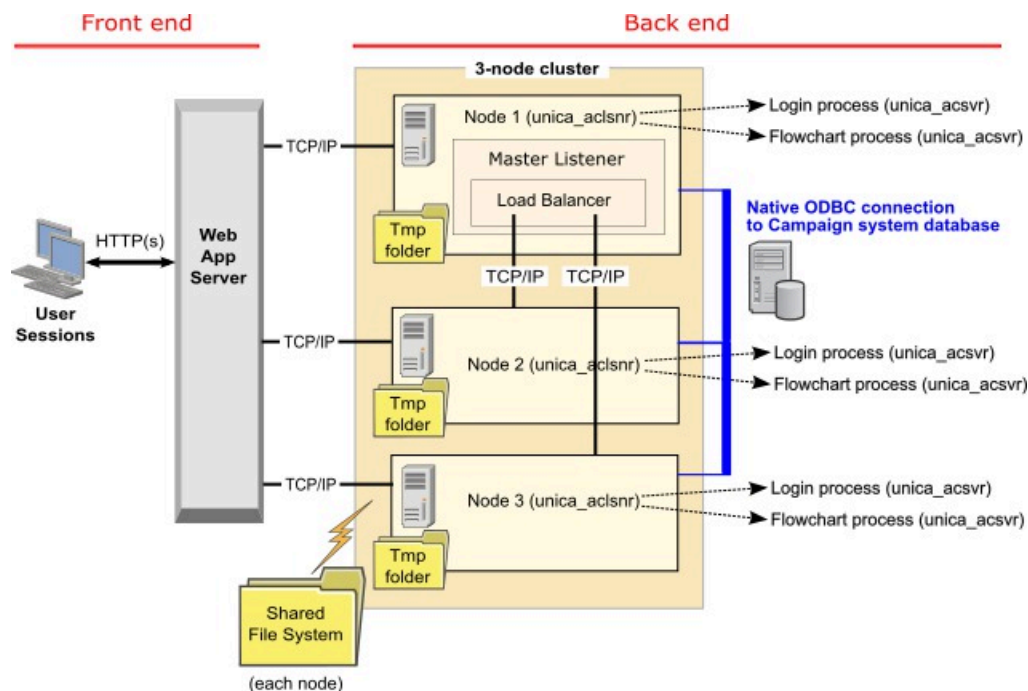 Front end
Back end
3-node cluster
Node 1 (unica_aclsnr)
Login process (unica_acsvr)
Flowchart process (unica_acsvr)
TCP/IP
Master Listener
Load Balancer
Tmp
folder
Native ODBC connection
to Campaign system database
HTTP(s)
Web
App
Server
User
Sessions
TCP/IP
TCP/IP
TCP/IP
Node 2 (unica_aclsnr)
Login process (unica_acsvr)
Flowchart process (unica_acsvr)
Tmp
folder
TCP/IP
Node 3 (unica_aclsnr)
Login process (unica_acsvr)
Flowchart process (unica_acsvr)
Tmp
folder
Shared
File System
(each node)